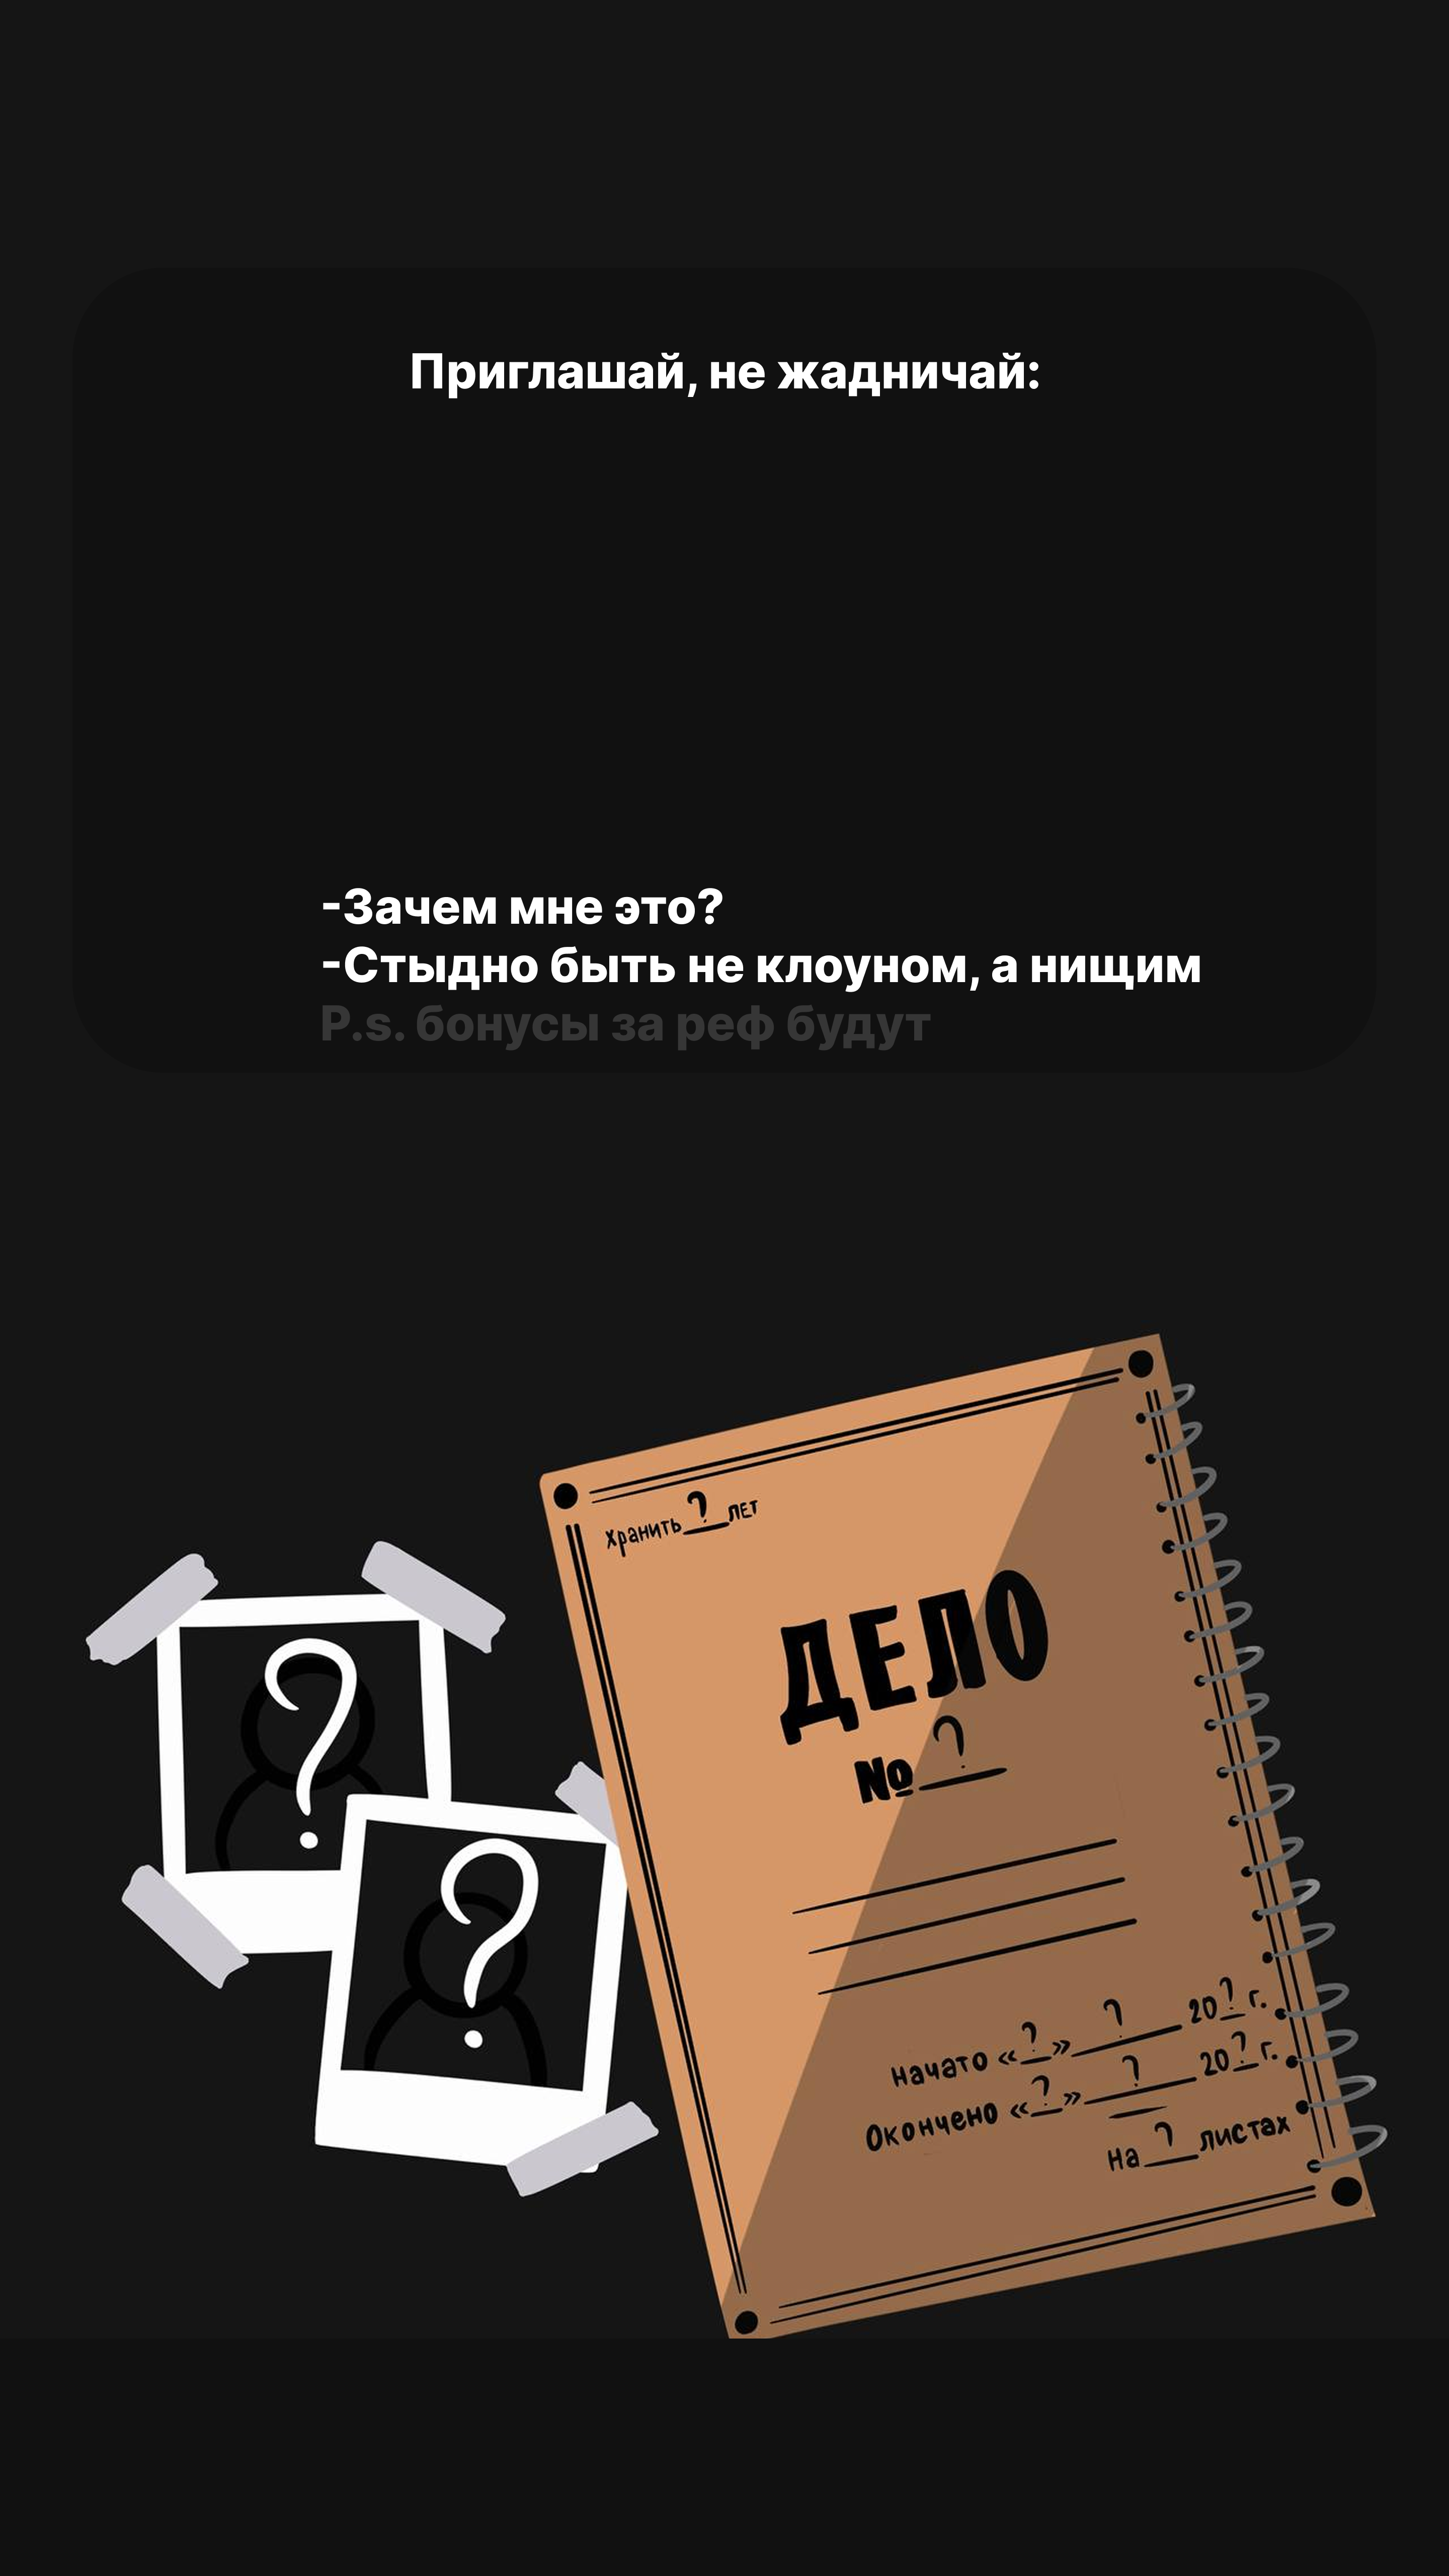 Приглашай, не жадничай:
-Зачем мне это?
-Стыдно быть не клоуном, а нищим
P.s. бонусы за реф будут
хранить ? лет
ДЕЛО
№ ?
?
?
начато «?» ? 20? г.
Окончено «?» ? 20? г.
на ? листах